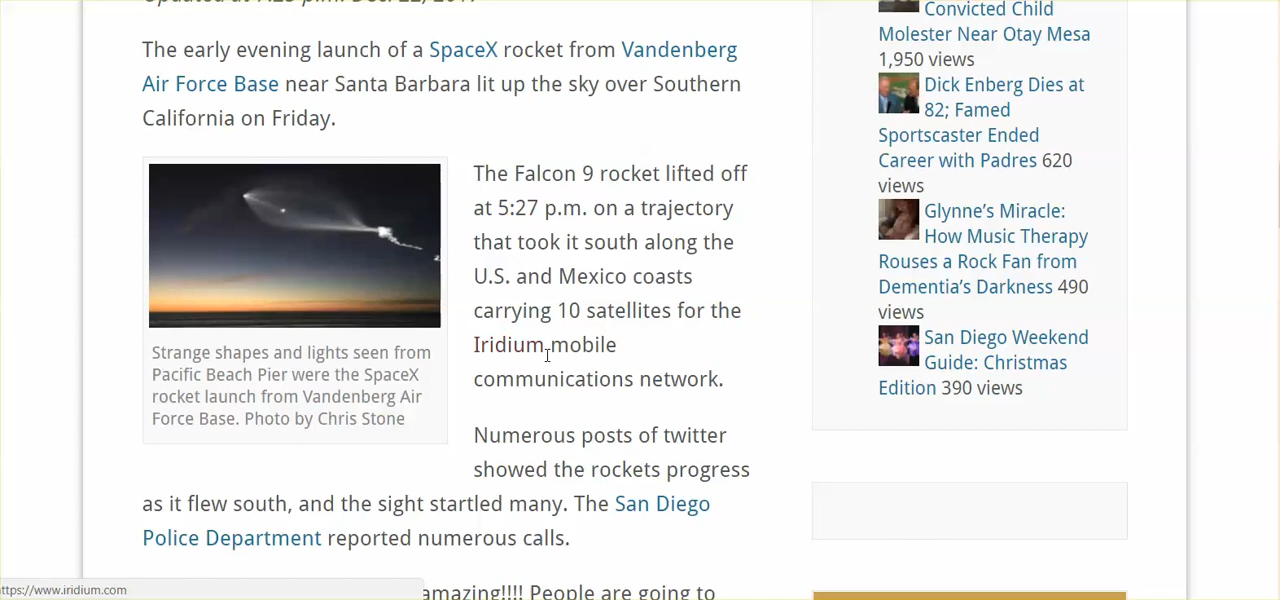 The early evening launch of a SpaceX rocket from Vandenberg
Air Force Base near Santa Barbara lit up the sky over Southern
California on Friday.
The Falcon 9 rocket lifted off
at 5:27 p.m. on a trajectory
that took it south along the
U.S. and Mexico coasts
carrying 10 satellites for the
Iridium mobile
communications network.
Strange shapes and lights seen from
Pacific Beach Pier were the SpaceX
rocket launch from Vandenberg Air
Force Base. Photo by Chris Stone
Numerous posts of twitter
showed the rockets progress
as it flew south, and the sight startled many. The San Diego
Police Department reported numerous calls.
amazing!!!! People are going to
Convicted Child
Molester Near Otay Mesa
1,950 views
Dick Enberg Dies at
82; Famed
Sportscaster Ended
Career with Padres 620
views
Glynne’s Miracle:
How Music Therapy
Rouses a Rock Fan from
Dementia’s Darkness 490
views
San Diego Weekend
Guide: Christmas
Edition 390 views
ttps://www.iridium.com